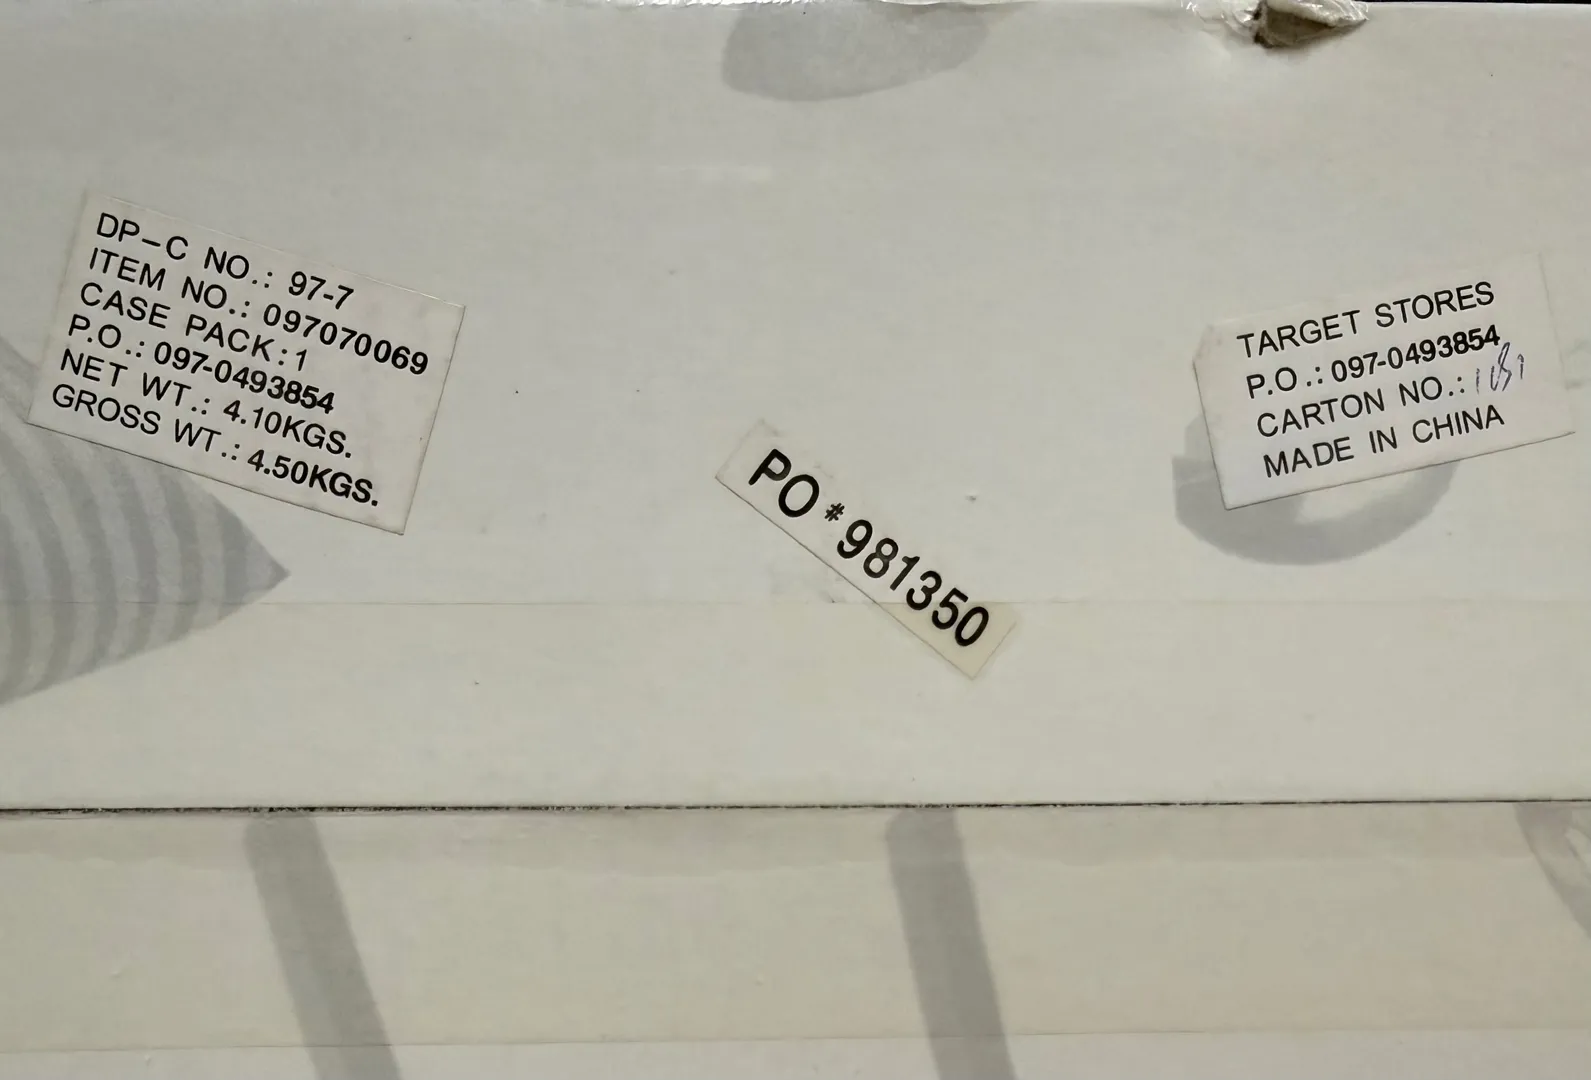 DP-C NO.: 97-7
ITEM NO.: 097070069
CASE PACK:1
P.O.: 097-0493854
NET WT.: 4.10KGS.
GROSS WT.: 4.50KGS.
PO#981350
TARGET STORES
P.O.: 097-0493854
CARTON NO.:
MADE IN CHINA